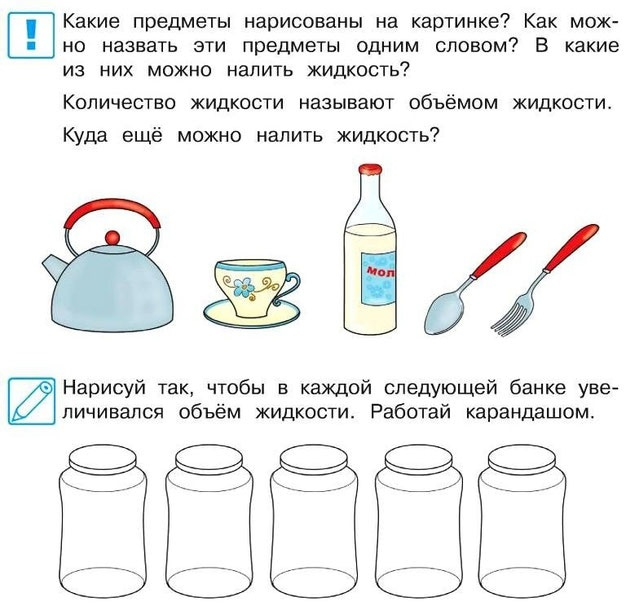 !
Какие предметы нарисованы на картинке? Как мож-
но назвать эти предметы одним словом? В какие
из них можно налить жидкость?
Количество жидкости называют объёмом жидкости.
Куда ещё можно налить жидкость?
мол
Нарисуй так, чтобы в каждой следующей банке уве-
личивался объём жидкости. Работай карандашом.